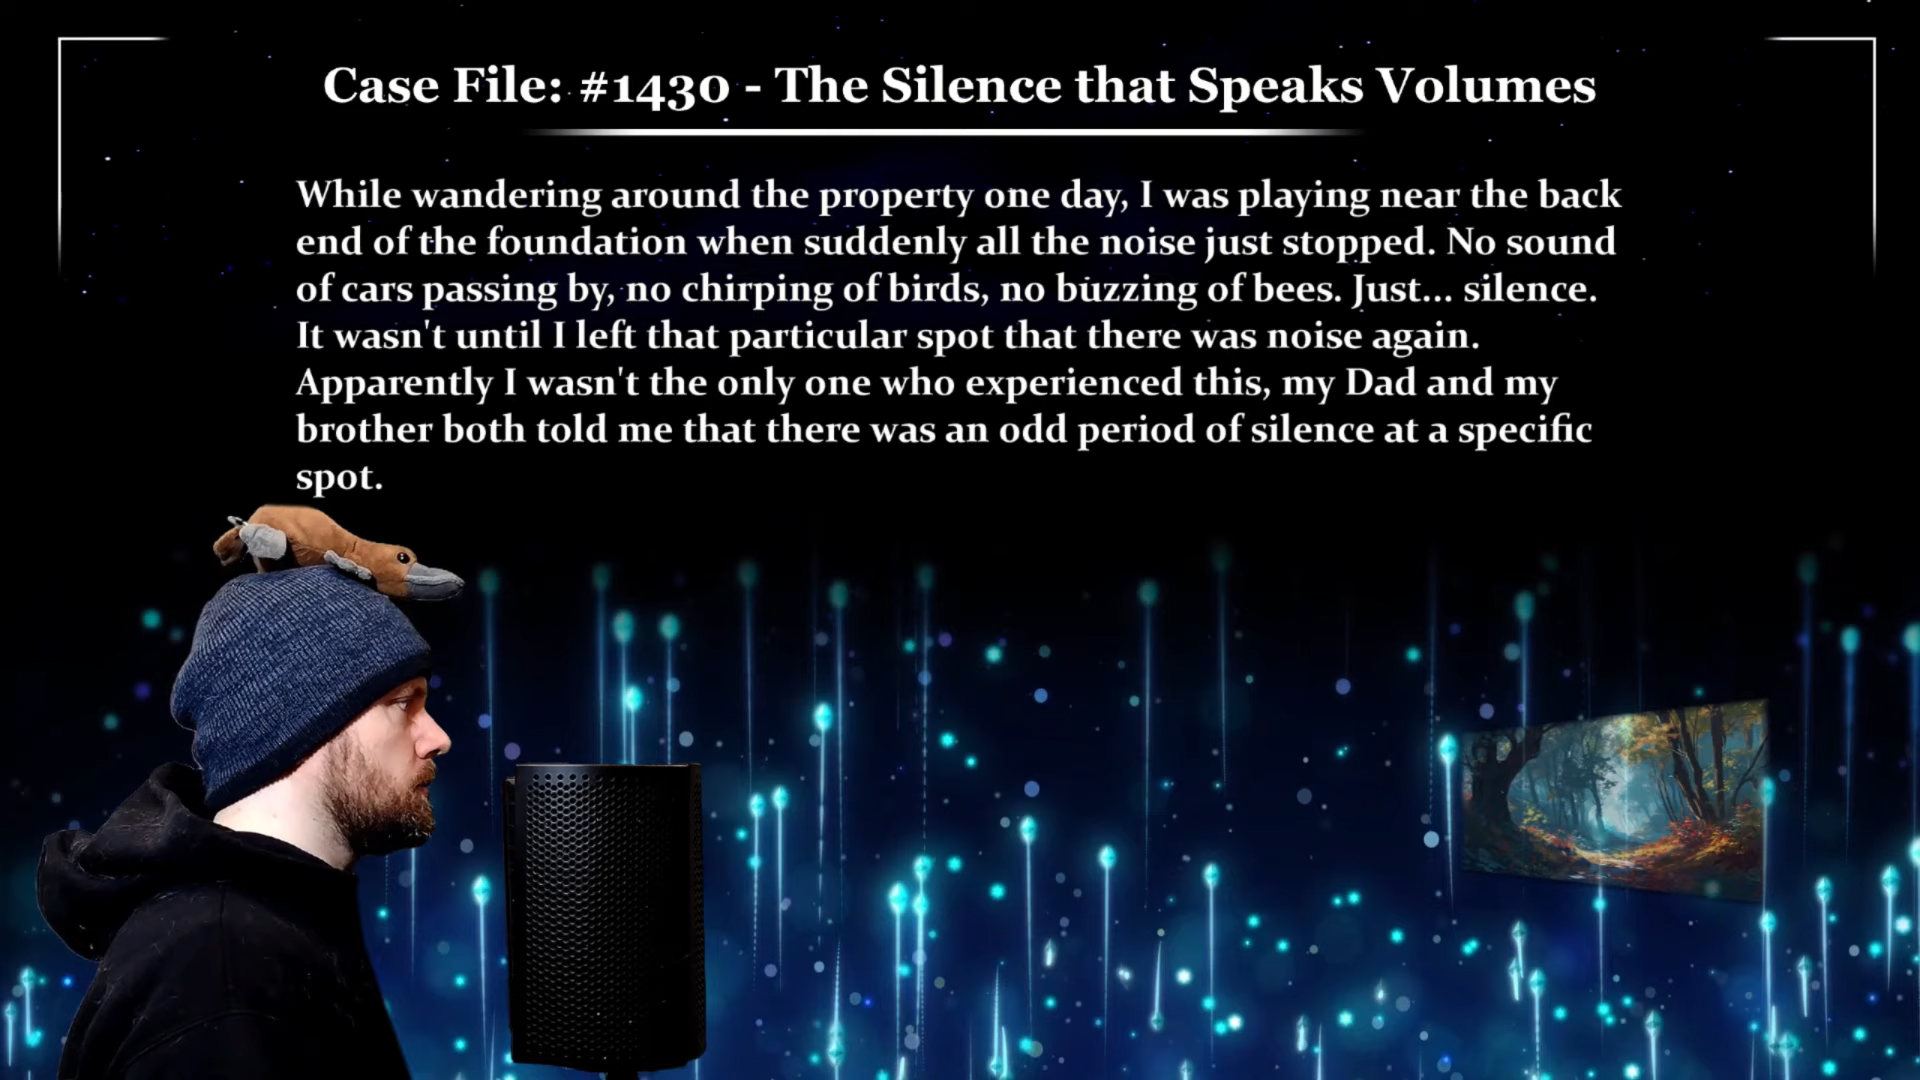 Case File: #1430 - The Silence that Speaks Volumes
While wandering around the property one day, I was playing near the back
end of the foundation when suddenly all the noise just stopped. No sound
of cars passing by, no chirping of birds, no buzzing of bees. Just... silence.
It wasn't until I left that particular spot that there was noise again.
Apparently I wasn't the only one who experienced this, my Dad and my
brother both told me that there was an odd period of silence at a specific
spot.